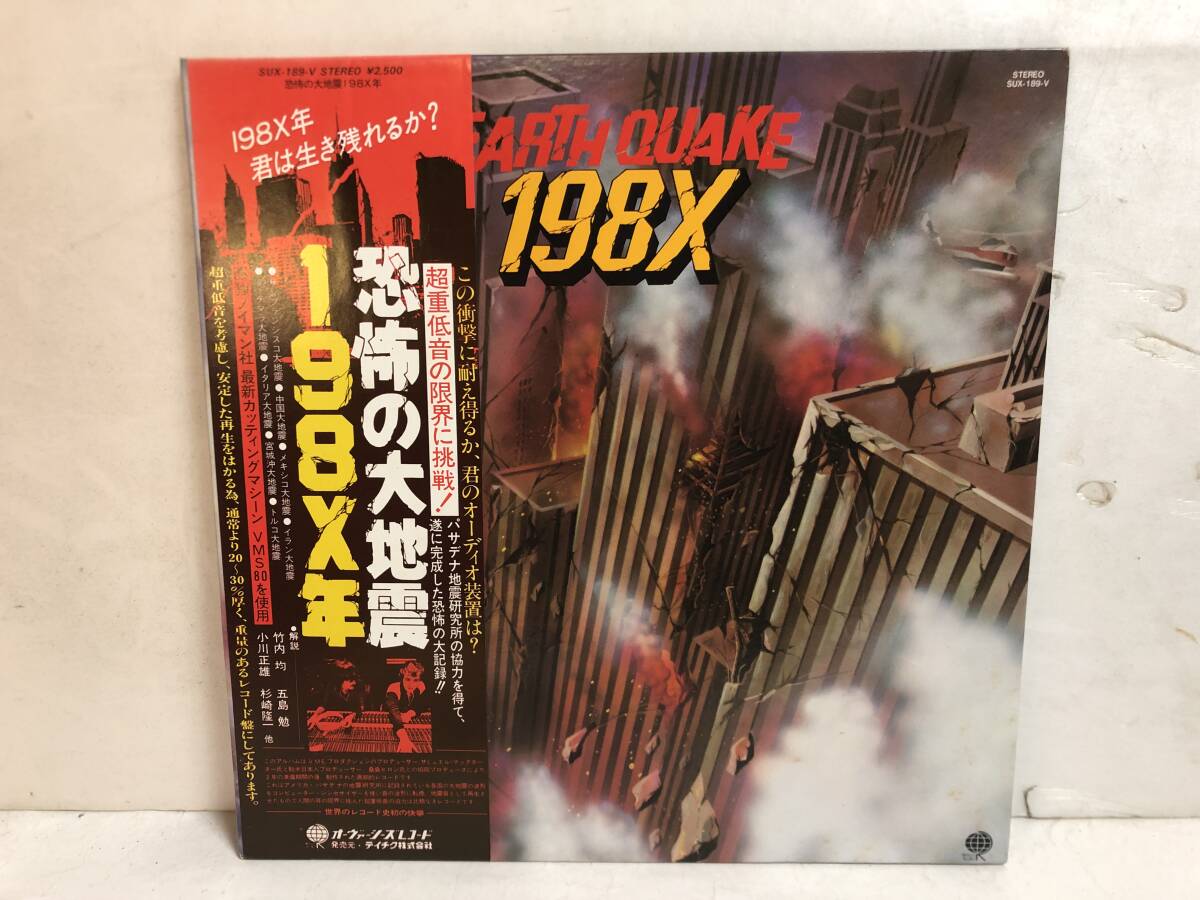 SUX-189-V STEREO ¥2,500
恐怖の大地震198X年
198X年
君は生き残れるか?
STEREO
SUX-189-V
EARTH QUAKE
198X
この衝撃に耐え得るか、君のオーディオ装置は?
超重低音の限界に挑戦!
パサデナ地震研究所の協力を得て、
遂に完成した恐怖の大記録!!
恐怖の大地震
198X年
●中国大地震●メキシコ大地震●イラン大地震
●イタリア大地震●宮城沖大地震●トルコ大地震
ノイマン社 最新カッティングマシーン VMS80を使用
超重低音を考慮し、安定した再生をはかる為、通常より20〜30%厚く、重量のあるレコード盤にしてあります。
●解説
竹内 均 五島 勉
小川正雄 杉崎隆一 他
世界のレコード史初の快挙
オーヴァーシーズレコード
発売元・テイチク株式会社